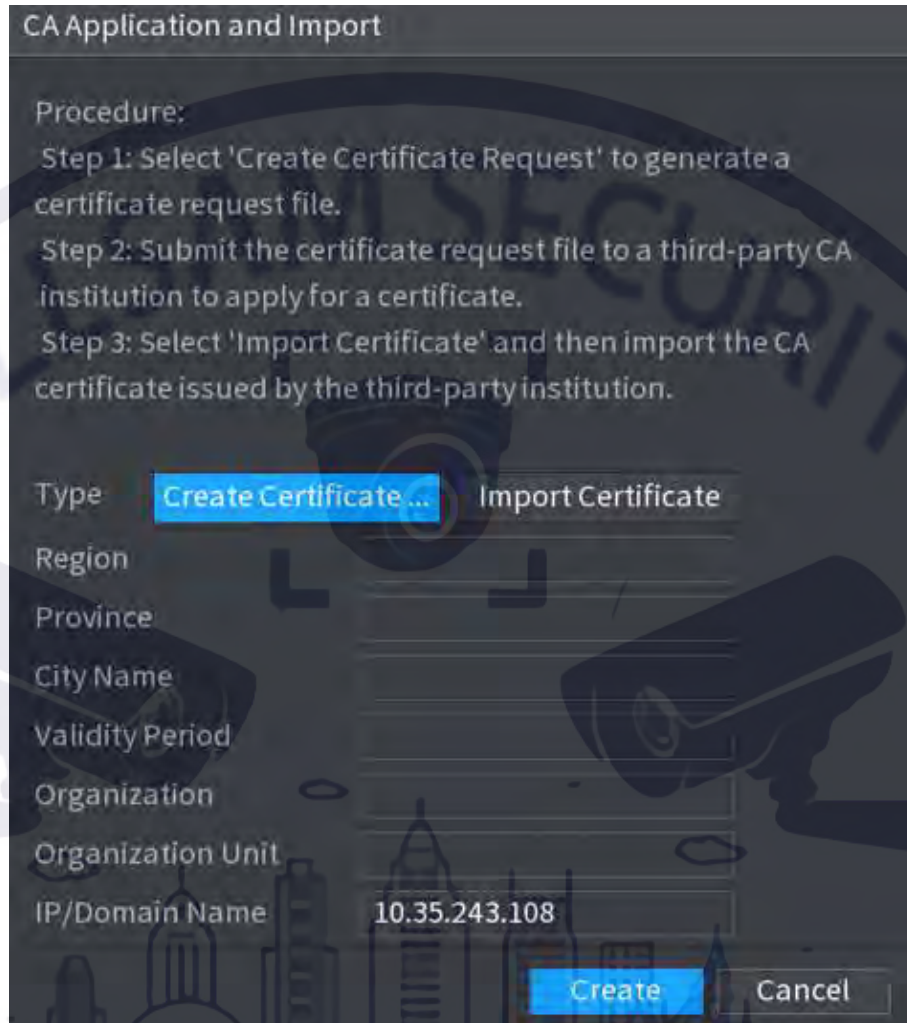 CA Application and Import
Procedure:
Step 1: Select 'Create Certificate Request' to generate a
certificate request file.
Step 2: Submit the certificate request file to a third-party CA
institution to apply for a certificate.
Step 3: Select 'Import Certificate' and then import the CA
certificate issued by the third-party institution.
Type Create Certificate ... Import Certificate
Region
Province
City Name
Validity Period
Organization
Organization Unit
IP/Domain Name 10.35.243.108
Create Cancel